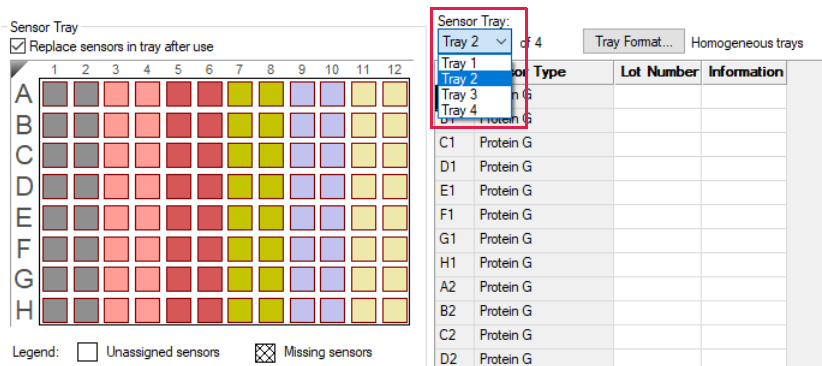 Sensor Tray
Replace sensors in tray after use
1 2 3 4 5 6 7 8 9 10 11 12
A
B
C
D
E
F
G
H
Legend: Unassigned sensors Missing sensors
Sensor Tray:
Tray 2 of 4 Tray Format... Homogeneous trays
Tray 1
Tray 2
Tray 3
Tray 4
Type Lot Number Information
G
B1 Protein G
C1 Protein G
D1 Protein G
E1 Protein G
F1 Protein G
G1 Protein G
H1 Protein G
A2 Protein G
B2 Protein G
C2 Protein G
D2 Protein G